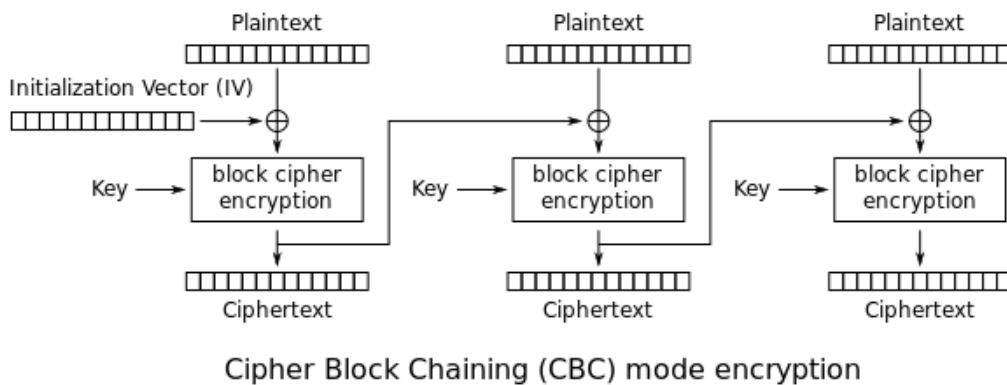 Plaintext
Plaintext
Plaintext
Initialization Vector (IV)
Key
block cipher
encryption
Key
block cipher
encryption
Key
block cipher
encryption
Ciphertext
Ciphertext
Ciphertext
Cipher Block Chaining (CBC) mode encryption